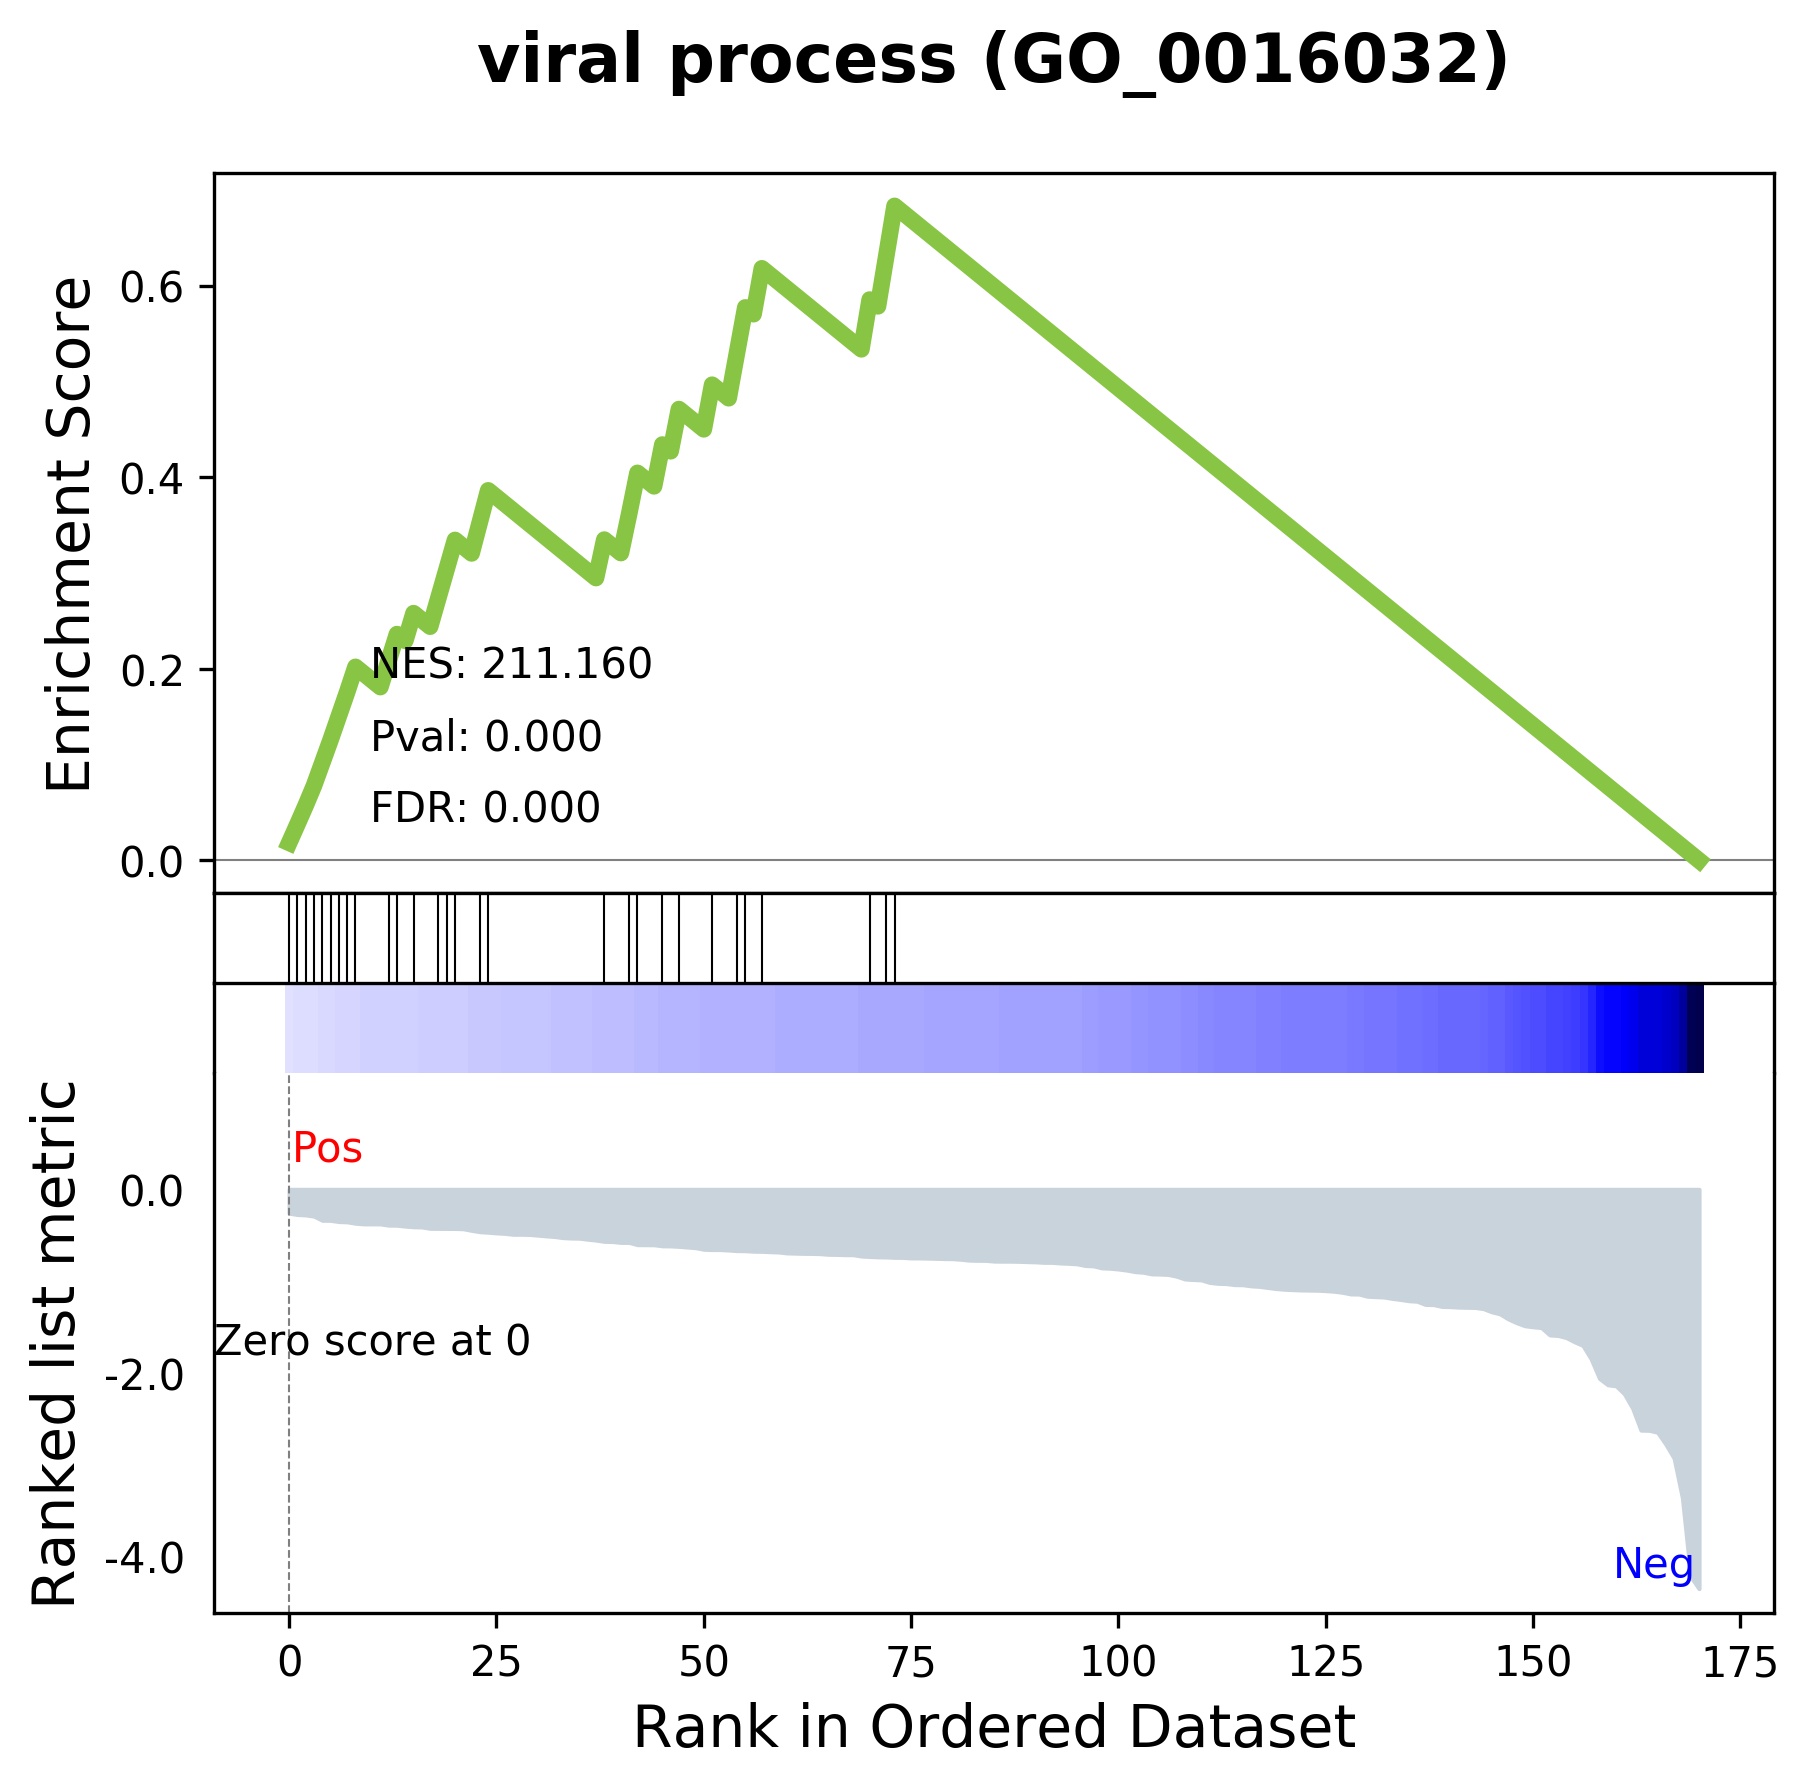 viral process (GO_0016032)
Enrichment Score
0.6
0.4
0.2
0.0
NES: 211.160
Pval: 0.000
FDR: 0.000
Ranked list metric
Pos
0.0
Zero score at 0
-2.0
-4.0
Neg
0 25 50 75 100 125 150 175
Rank in Ordered Dataset